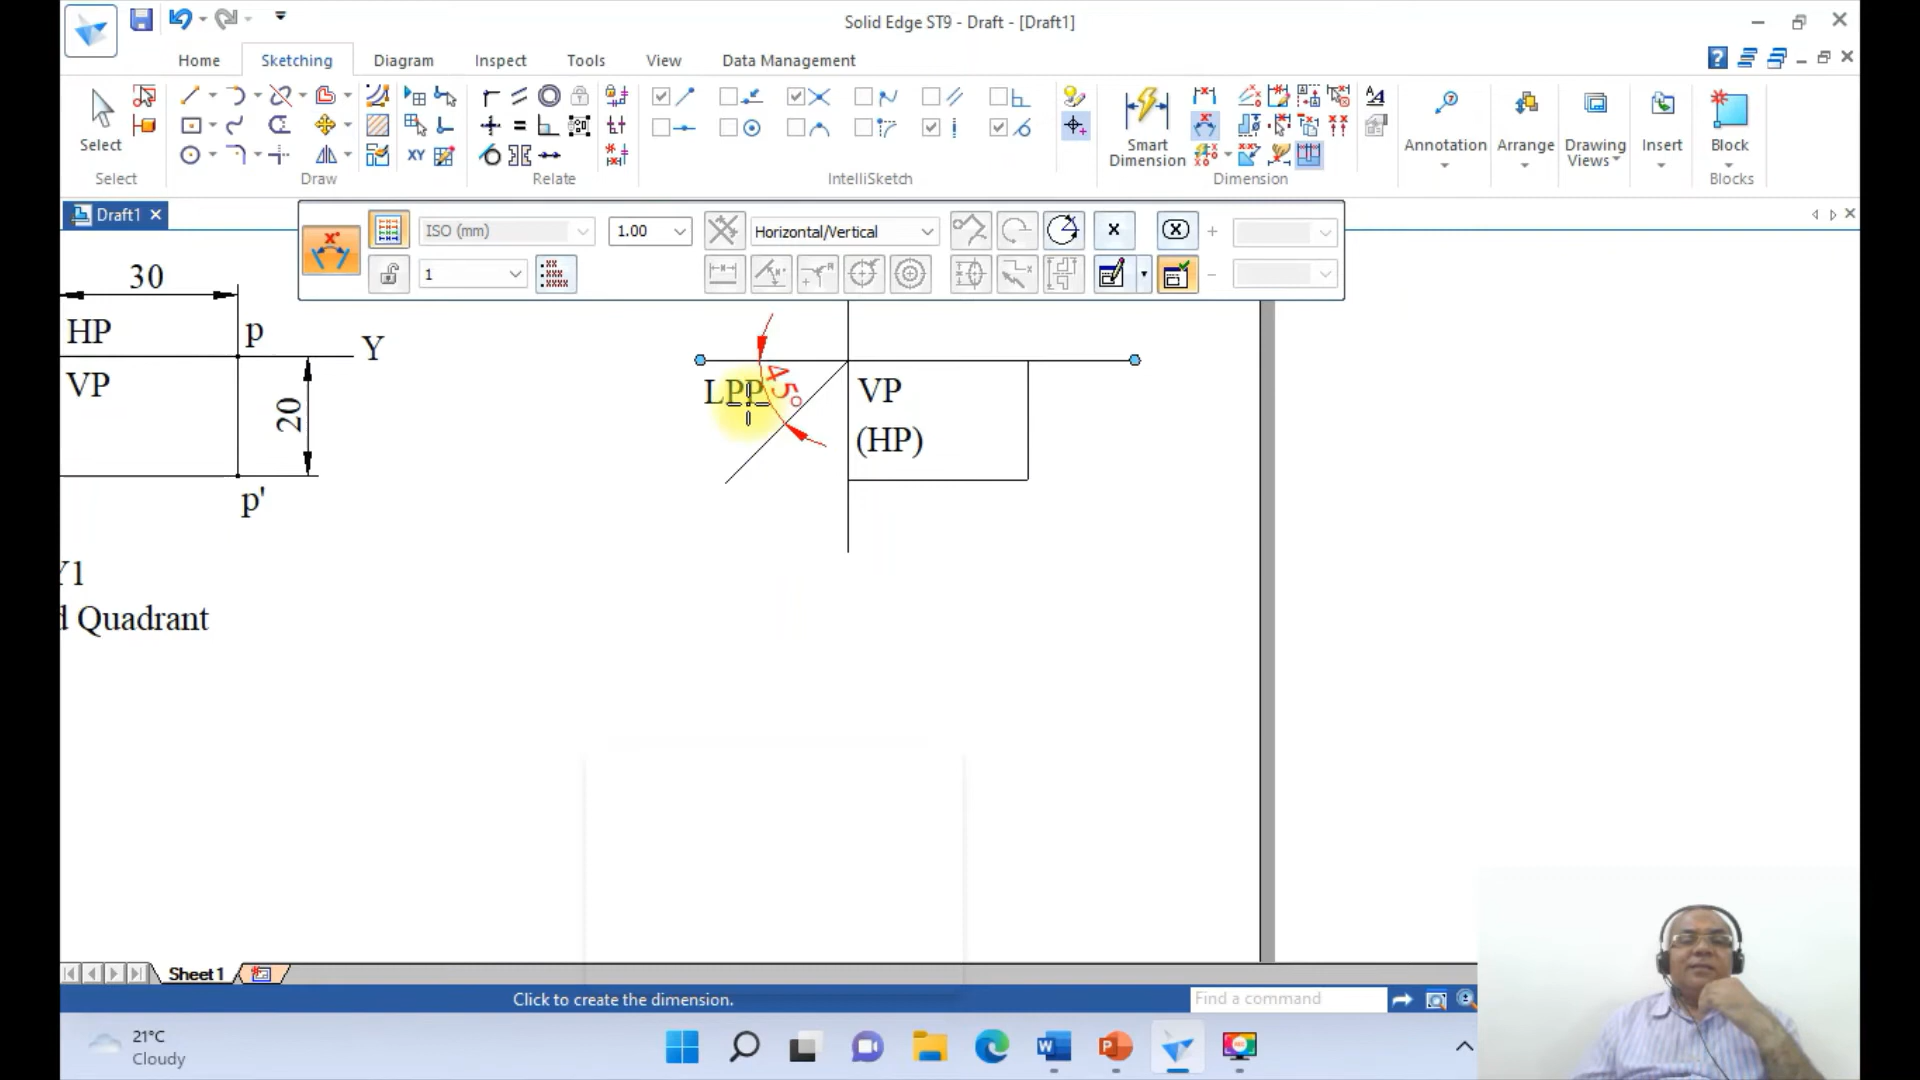 Solid Edge ST9 - Draft - [Draft1]
Home
Sketching
Diagram
Inspect
Tools
View
Data Management
Select
XY
Smart
Dimension
Annotation
Arrange
Drawing
Views
Insert
Block
Select
Draw
Relate
IntelliSketch
Dimension
Blocks
Draft1
ISO (mm)
1.00
Horizontal/Vertical
1
30
HP
p
Y
VP
20
p'
Y1
d Quadrant
45°
LPP
VP
(HP)
Sheet1
Click to create the dimension.
Find a command
21°C
Cloudy